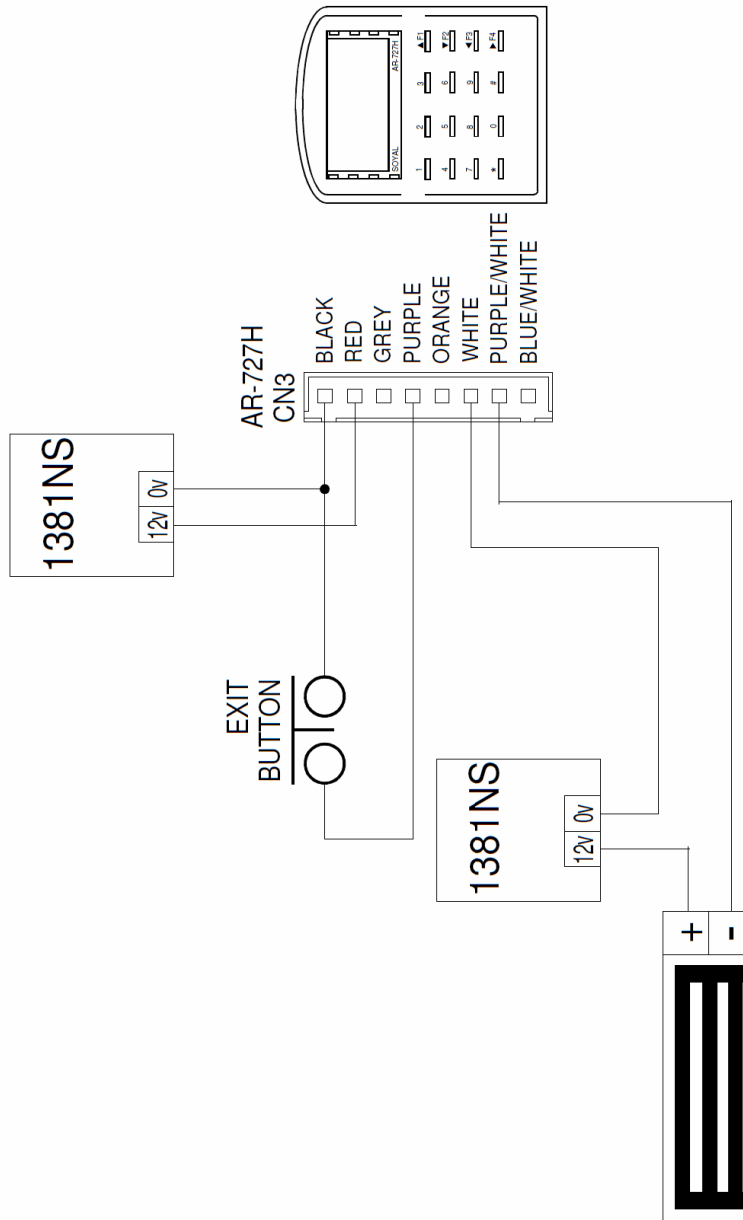 SOYAL
AR-727H
1 2 3 ▲F1
4 5 6 ▼F2
7 8 9 ◄F3
* 0 # ►F4
AR-727H
CN3
BLACK
RED
GREY
PURPLE
ORANGE
WHITE
PURPLE/WHITE
BLUE/WHITE
1381NS
12v 0v
EXIT
BUTTON
1381NS
12v 0v
+
-